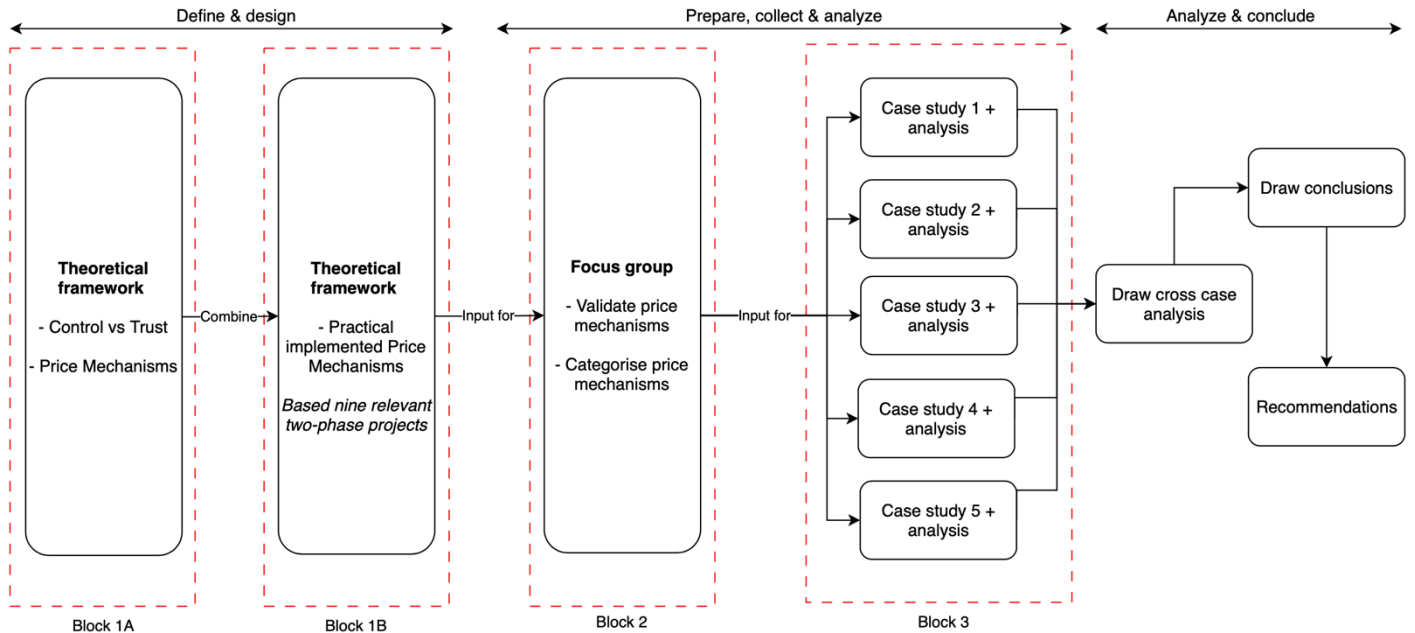 Define & design
Prepare, collect & analyze
Analyze & conclude
Theoretical
framework
- Control vs Trust
- Price Mechanisms
Combine
Theoretical
framework
- Practical
implemented Price
Mechanisms
Based nine relevant
two-phase projects
Input for
Focus group
- Validate price
mechanisms
- Categorise price
mechanisms
Input for
Case study 1 +
analysis
Case study 2 +
analysis
Case study 3 +
analysis
Case study 4 +
analysis
Case study 5 +
analysis
Draw cross case
analysis
Draw conclusions
Recommendations
Block 1A
Block 1B
Block 2
Block 3